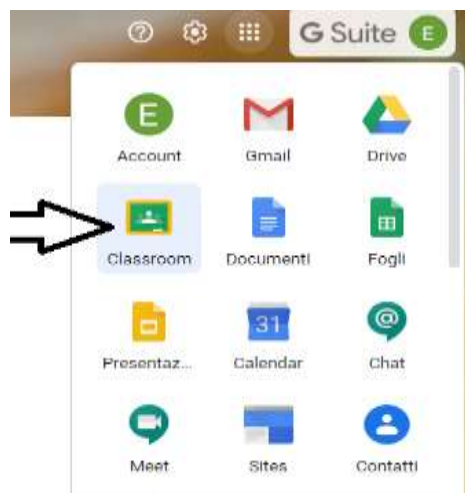 G Suite E
E
Account Gmail Drive
Classroom Documenti Fogli
31
Presentaz... Calendar Chat
Meet Sites Contatti